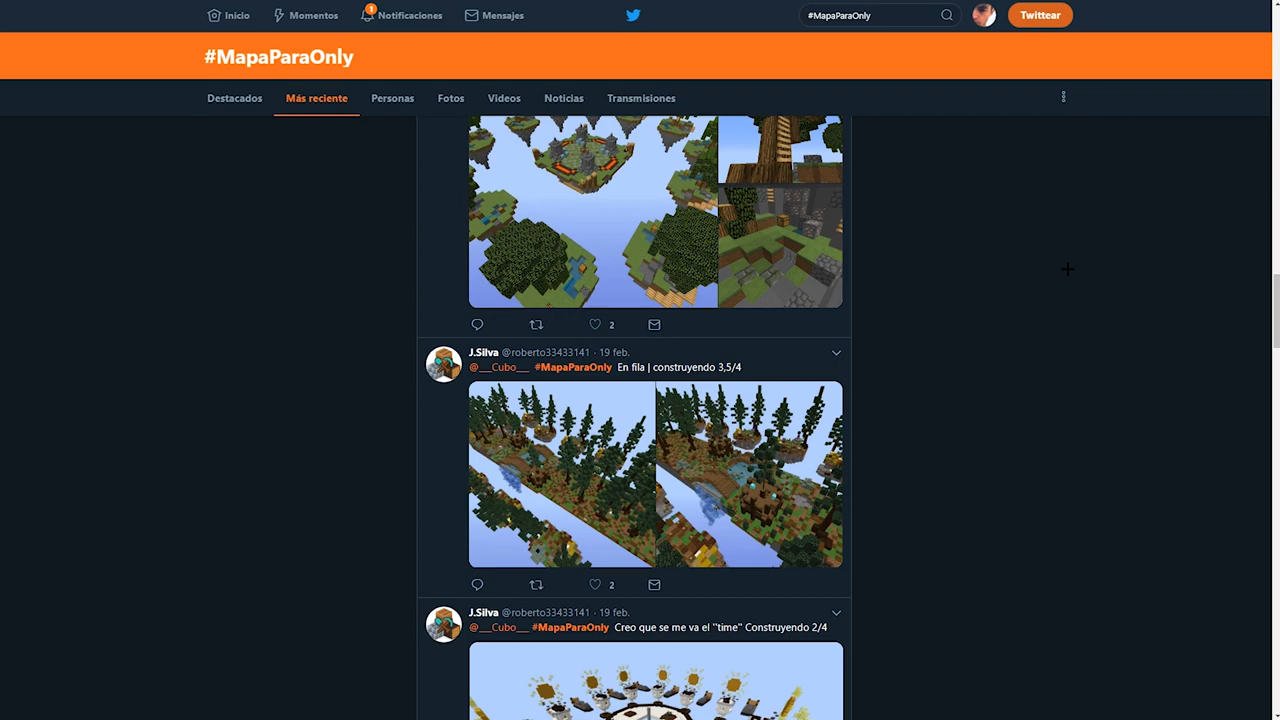 Inicio
Momentos
1
Notificaciones
Mensajes
#MapaParaOnly
Twittear
#MapaParaOnly
Destacados
Más reciente
Personas
Fotos
Videos
Noticias
Transmisiones
2
J.Silva @roberto33433141 · 19 feb.
@___Cubo___ #MapaParaOnly En fila | construyendo 3,5/4
2
J.Silva @roberto33433141 · 19 feb.
@___Cubo___ #MapaParaOnly Creo que se me va el "time" Construyendo 2/4